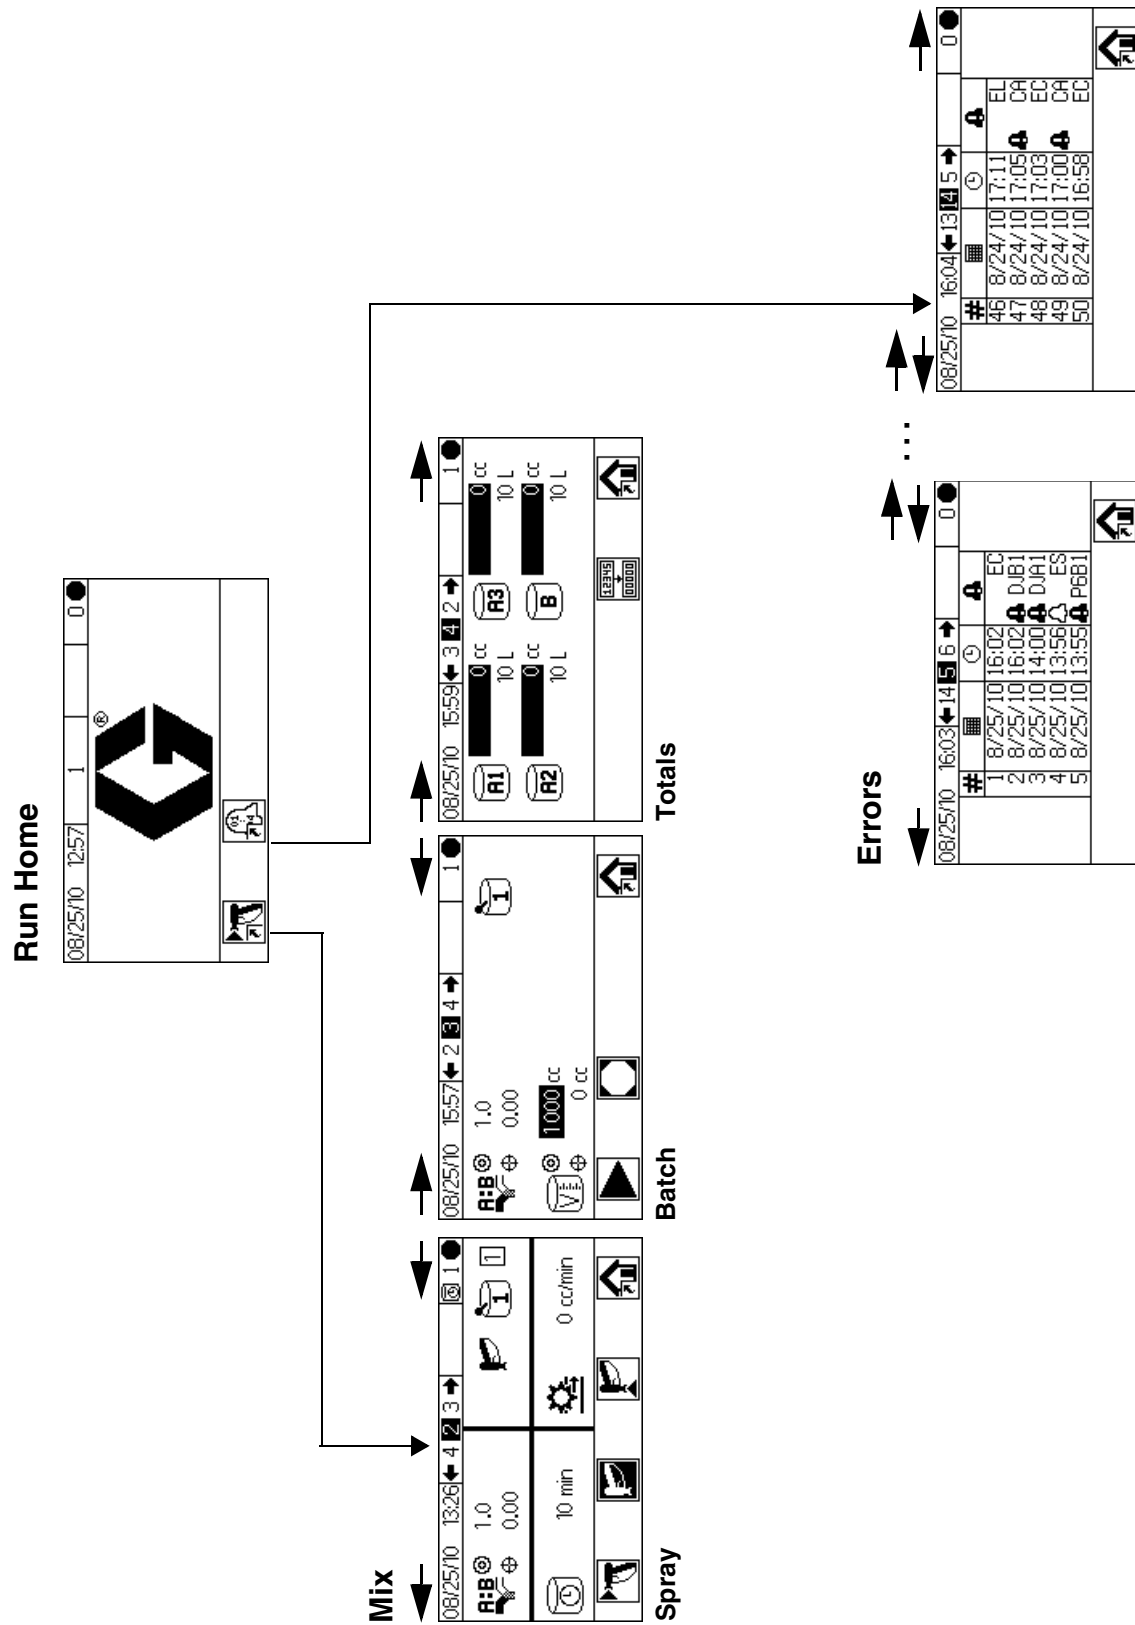 Run Home
08/25/10 12:57 1 0
®
01
04
Mix
08/25/10 13:26 4 2 3 1
A:B 1.0
0.00
1 1
10 min 0 cc/min
Spray
08/25/10 15:57 2 3 4 1
A:B 1.0
0.00
1
1000 cc
0 cc
Batch
08/25/10 15:59 3 4 2 1
A1 0 cc
10 L
A3 0 cc
10 L
A2 0 cc
10 L
B 0 cc
10 L
12345
00000
Totals
Errors
08/25/10 16:03 14 5 6 0
#
1 8/25/10 16:02 EC
2 8/25/10 16:02 DJB1
3 8/25/10 14:00 DJA1
4 8/25/10 13:56 ES
5 8/25/10 13:55 P6B1
...
08/25/10 16:04 13 14 5 0
#
46 8/24/10 17:11 EL
47 8/24/10 17:05 CA
48 8/24/10 17:03 EC
49 8/24/10 17:00 CA
50 8/24/10 16:58 EC